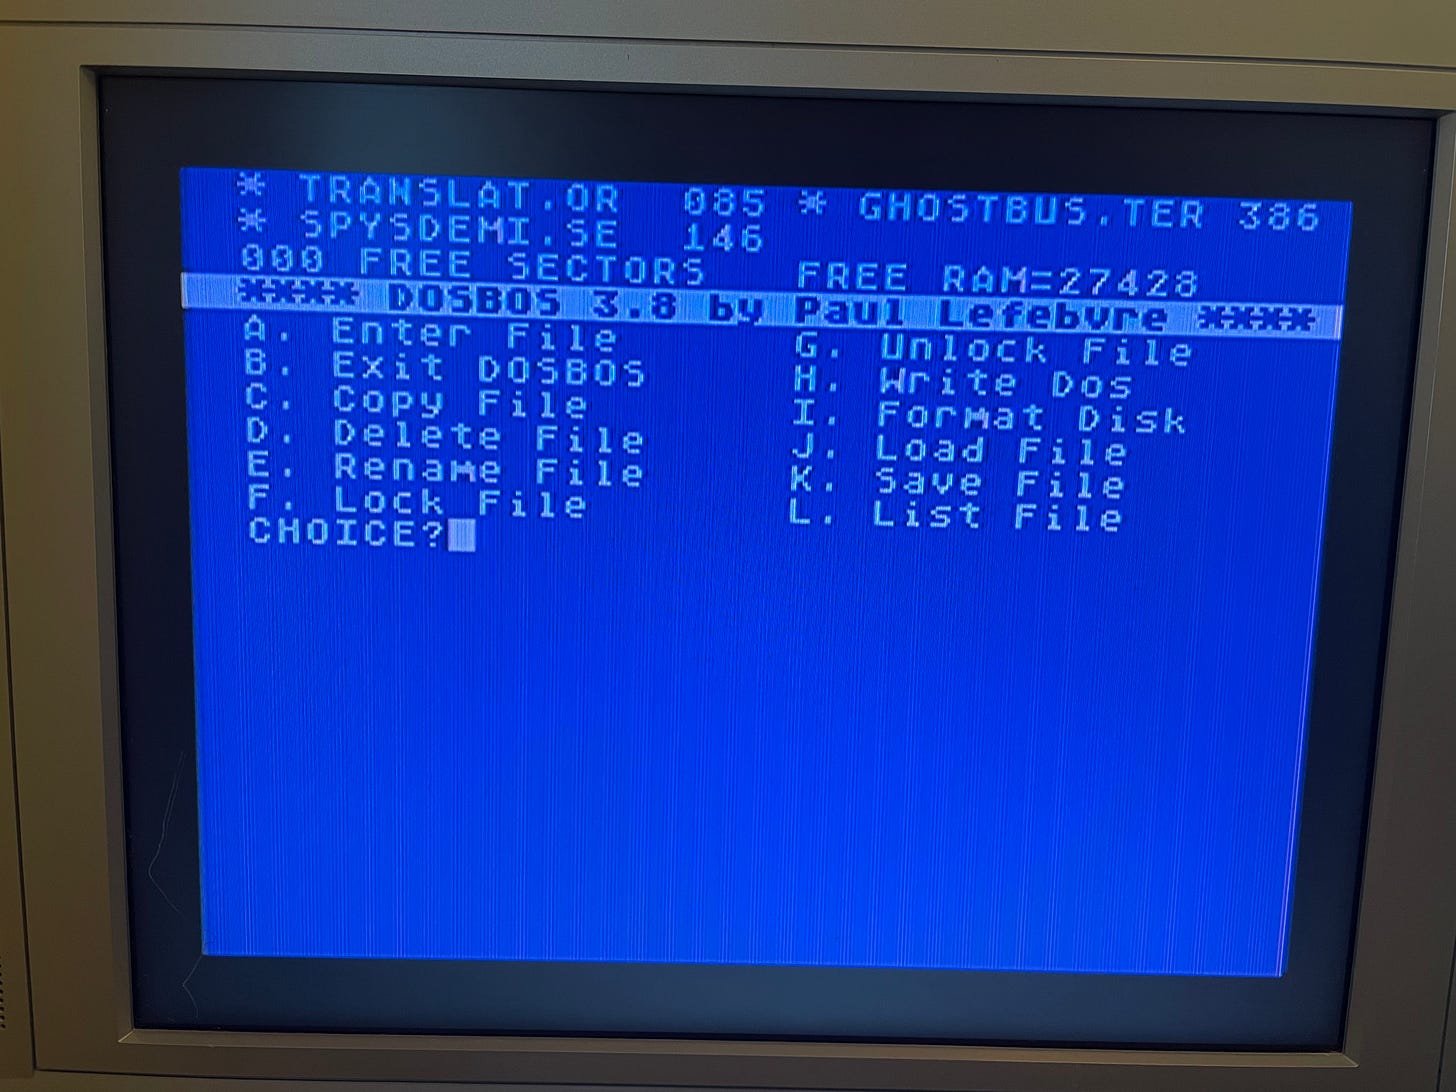 * TRANSLAT.OR  085 * GHOSTBUS.TER 386
* SPYSDEMI.SE  146
000 FREE SECTORS   FREE RAM=27428
**** DOSBOS 3.8 by Paul Lefebvre ****
A. Enter File      G. Unlock File
B. Exit DOSBOS     H. Write Dos
C. Copy File       I. Format Disk
D. Delete File     J. Load File
E. Rename File     K. Save File
F. Lock File       L. List File
CHOICE?